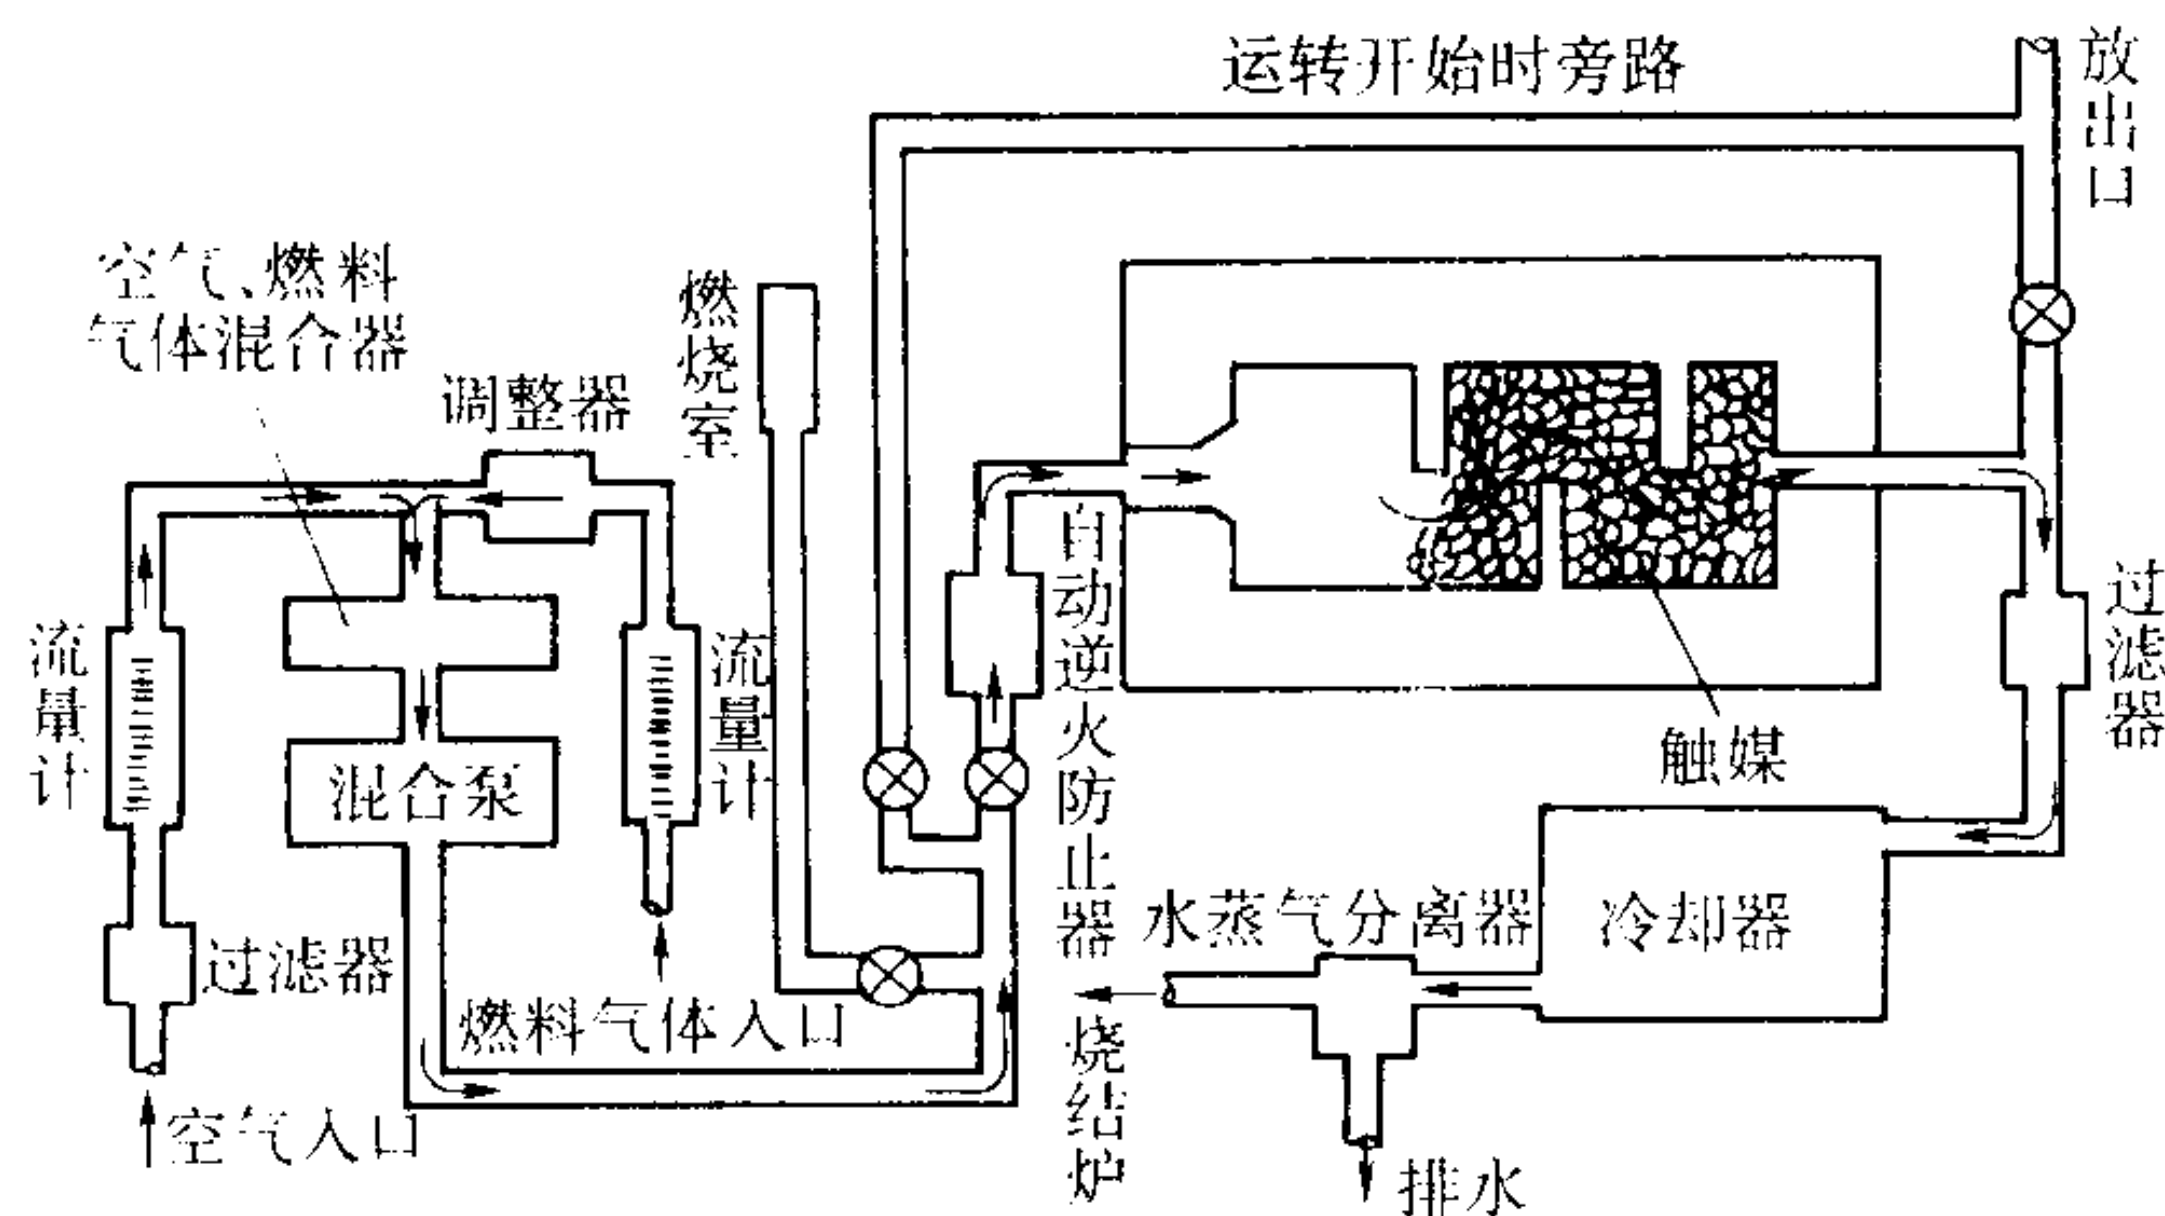 运转开始时旁路
放出口
空气、燃料
气体混合器
燃烧室
调整器
自动逆火防止器
流量计
流量计
过滤器
触媒
混合泵
水蒸气分离器
冷却器
过滤器
燃料气体入口
烧结炉
空气入口
排水